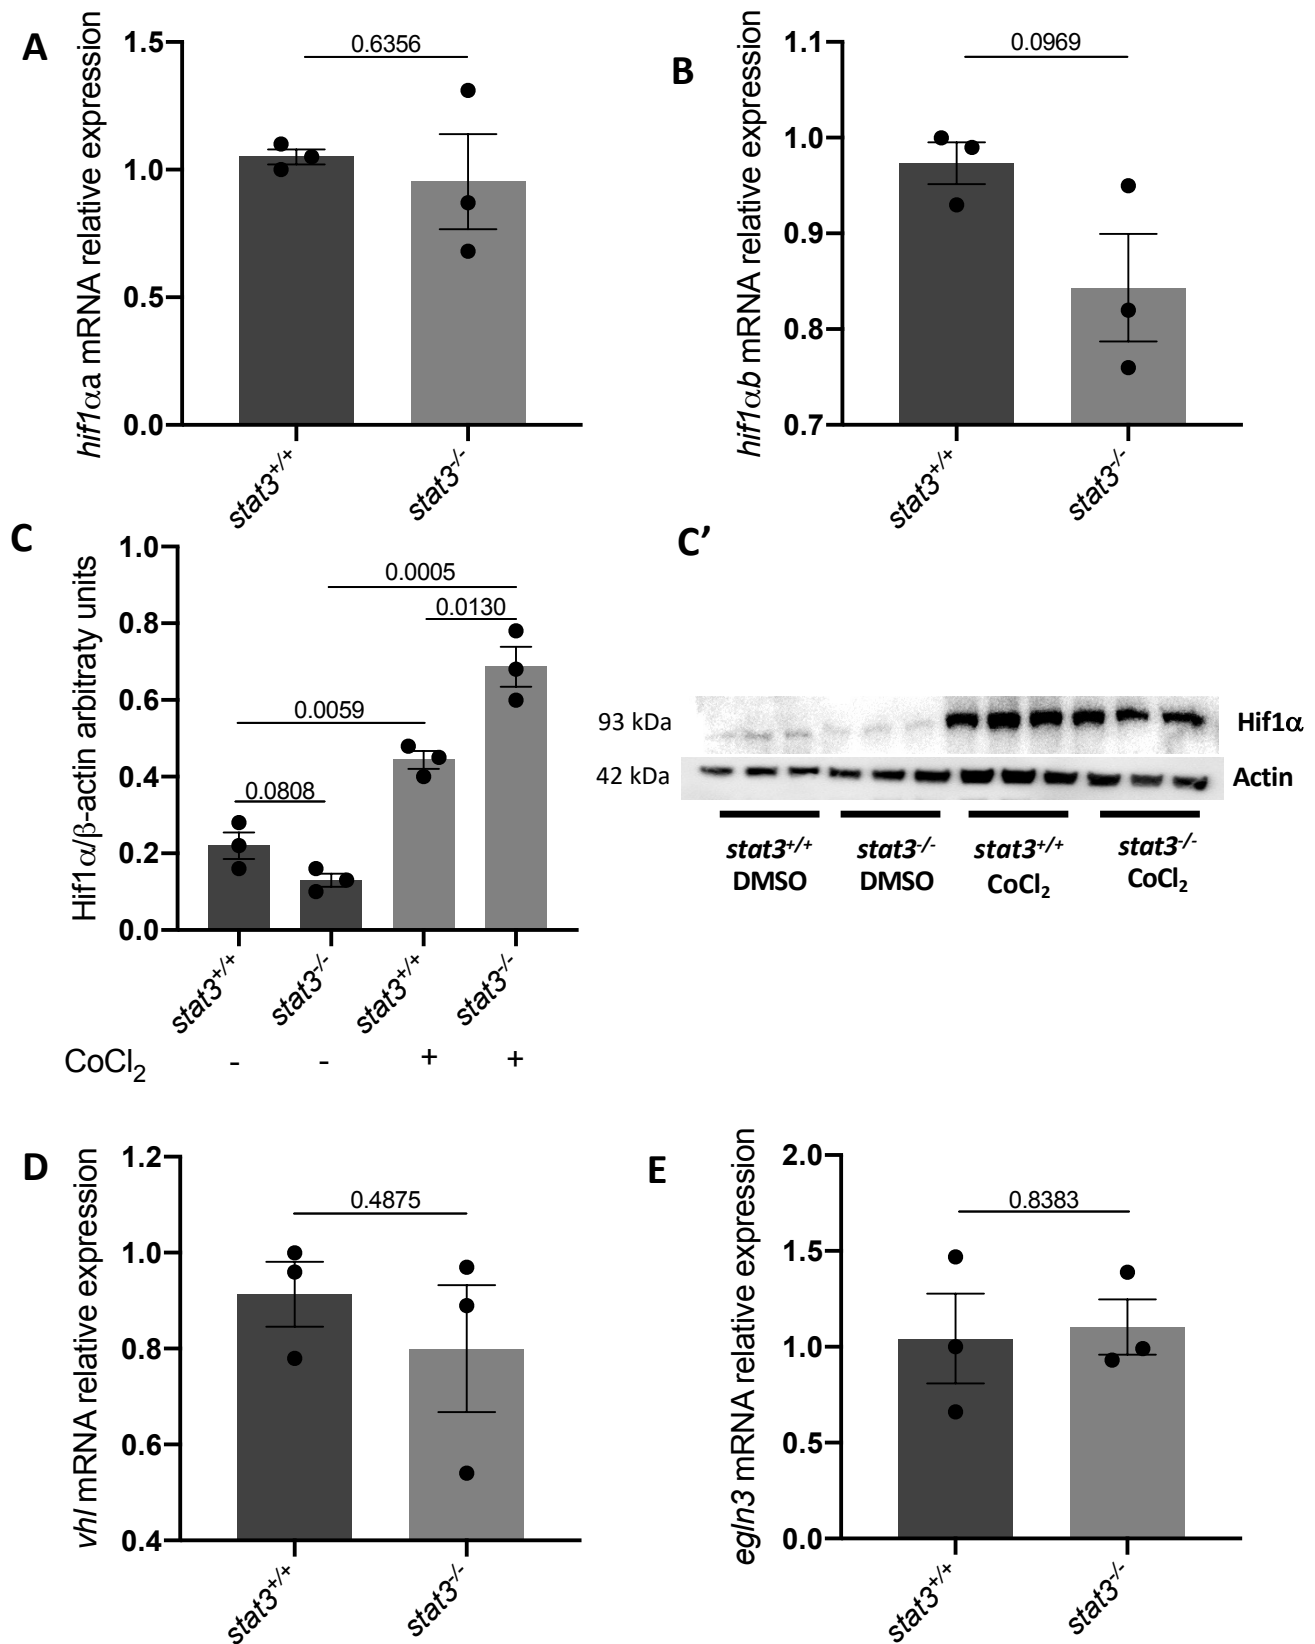 A
hif1αa mRNA relative expression
1.5
1.0
0.5
0.0
0.6356
stat3+/+
stat3-/-
B
hif1αb mRNA relative expression
1.1
1.0
0.9
0.8
0.7
0.0969
stat3+/+
stat3-/-
C
Hif1α/β-actin arbitraty units
1.0
0.8
0.6
0.4
0.2
0.0
0.0005
0.0130
0.0059
0.0808
stat3+/+
stat3-/-
stat3+/+
stat3-/-
CoCl2 - - + +
C’
93 kDa
Hif1α
42 kDa
Actin
stat3+/+
DMSO
stat3-/-
DMSO
stat3+/+
CoCl2
stat3-/-
CoCl2
D
vhl mRNA relative expression
1.2
1.0
0.8
0.6
0.4
0.4875
stat3+/+
stat3-/-
E
egln3 mRNA relative expression
2.0
1.5
1.0
0.5
0.0
0.8383
stat3+/+
stat3-/-